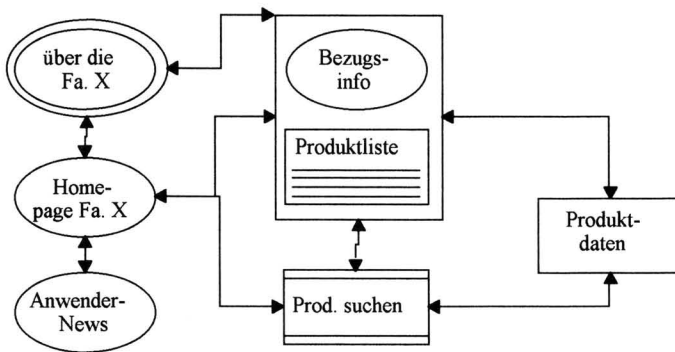 über die
Fa. X
Bezugs-
info
Produktliste
Home-
page Fa. X
Produkt-
daten
Anwender-
News
Prod. suchen